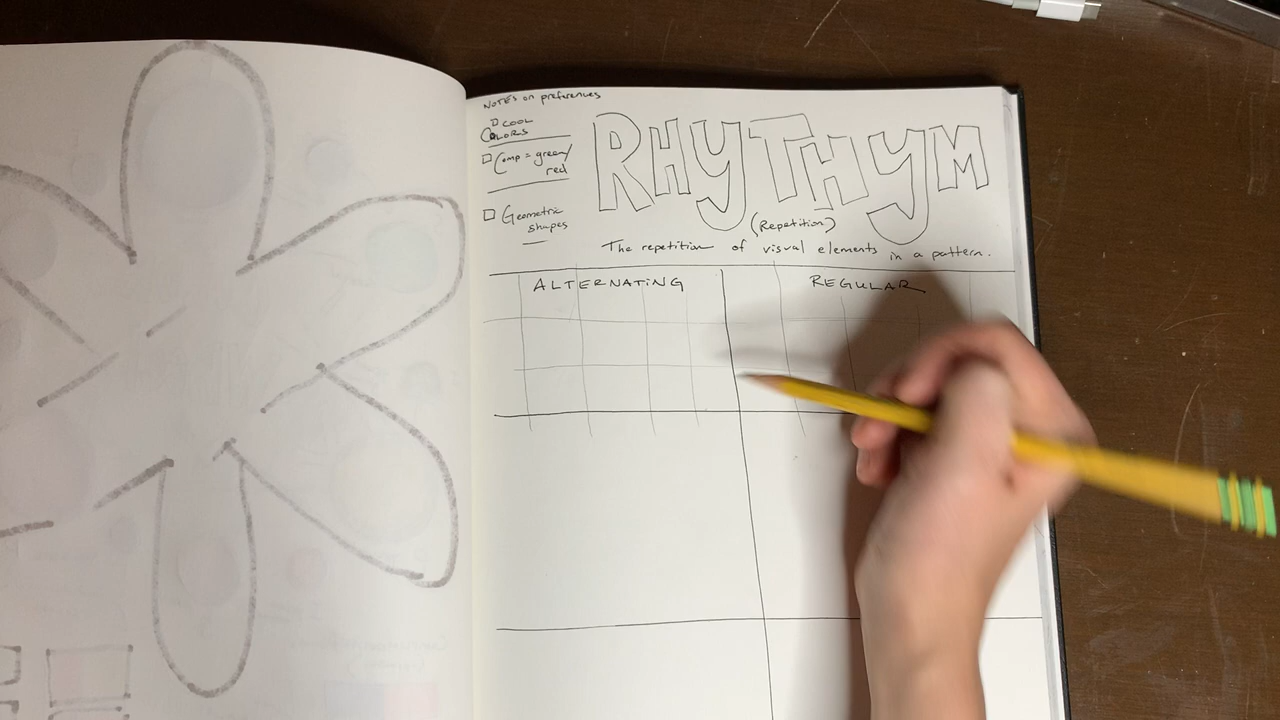 NOTES on preferences
COOL
COLORS
Comp = green/
red
Geometric
shapes
RHYTHYM
(Repetition)
The repetition of visual elements in a pattern.
ALTERNATING
REGULAR